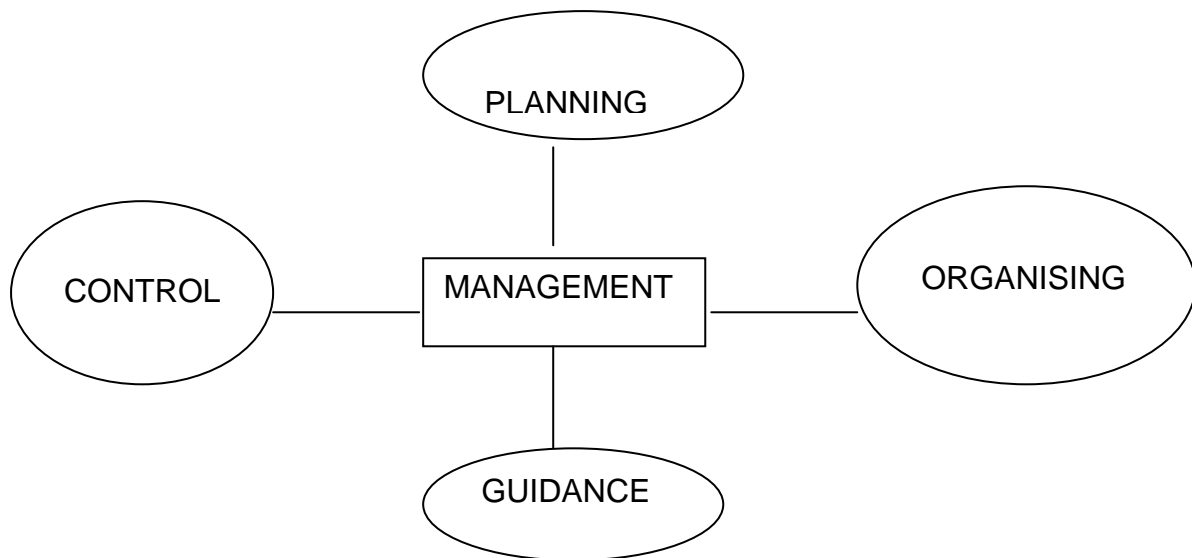 PLANNING
CONTROL
MANAGEMENT
ORGANISING
GUIDANCE